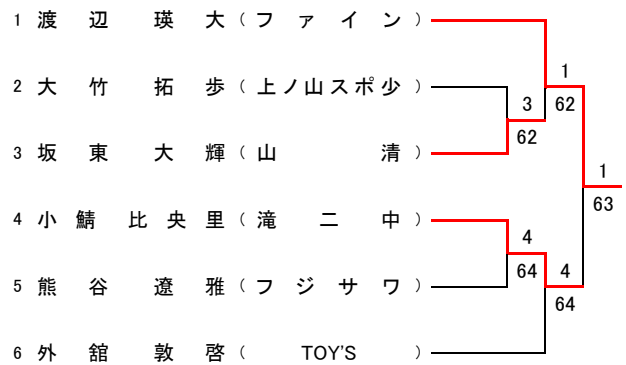 1 渡辺 瑛大 (ファイン)
2 大竹 拓歩 (上ノ山スポ少)
3 坂東 大輝 (山清)
4 小鯖 比央里 (滝二中)
5 熊谷 遼雅 (フジサワ)
6 外舘 敦啓 (TOY'S)
3
62
1
62
4
64
4
64
1
63